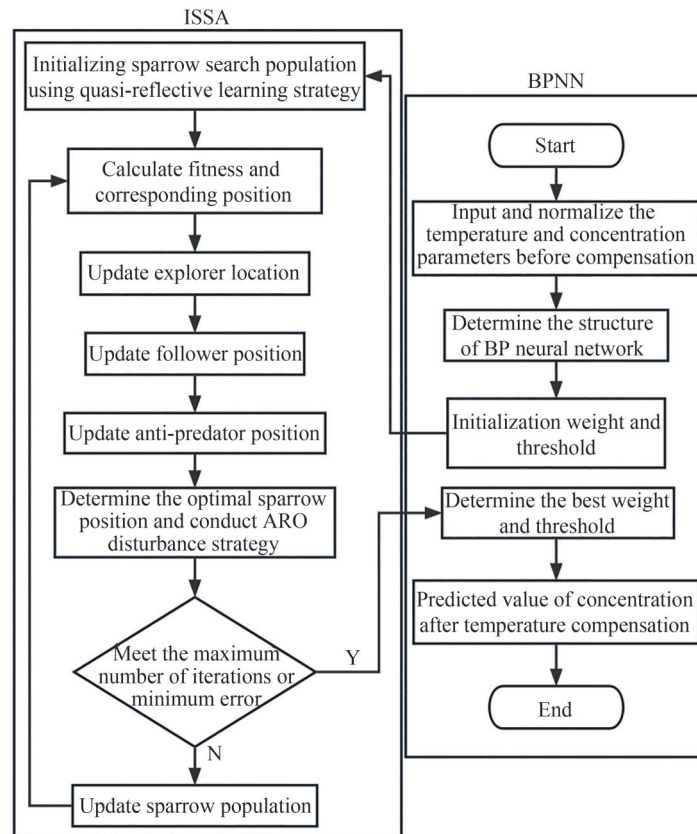 ISSA
Initializing sparrow search population
using quasi-reflective learning strategy
Calculate fitness and
corresponding position
Update explorer location
Update follower position
Update anti-predator position
Determine the optimal sparrow
position and conduct ARO
disturbance strategy
Meet the maximum
number of iterations or
minimum error
Y
N
Update sparrow population
BPNN
Start
Input and normalize the
temperature and concentration
parameters before compensation
Determine the structure
of BP neural network
Initialization weight and
threshold
Determine the best weight
and threshold
Predicted value of concentration
after temperature compensation
End